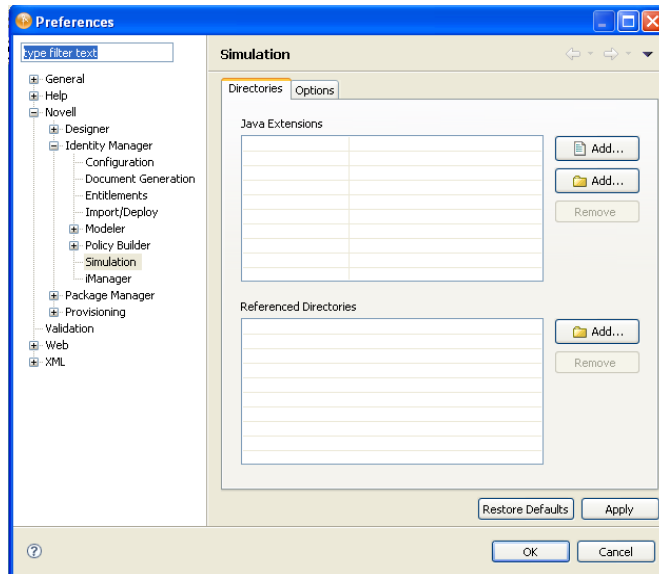 Preferences
type filter text
General
Help
Novell
Designer
Identity Manager
Configuration
Document Generation
Entitlements
Import/Deploy
Modeler
Policy Builder
Simulation
iManager
Package Manager
Provisioning
Validation
Web
XML
Simulation
Directories Options
Java Extensions
Add...
Add...
Remove
Referenced Directories
Add...
Remove
Restore Defaults Apply
OK Cancel